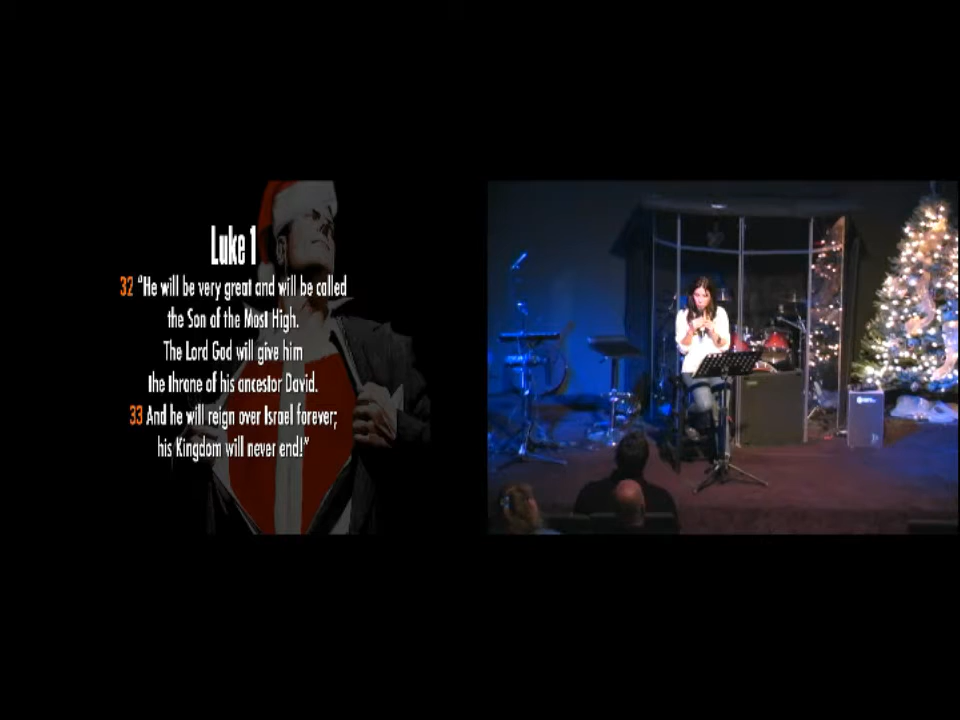 Luke 1
32 “He will be very great and will be called
the Son of the Most High.
The Lord God will give him
the throne of his ancestor David.
33 And he will reign over Israel forever;
his Kingdom will never end!”